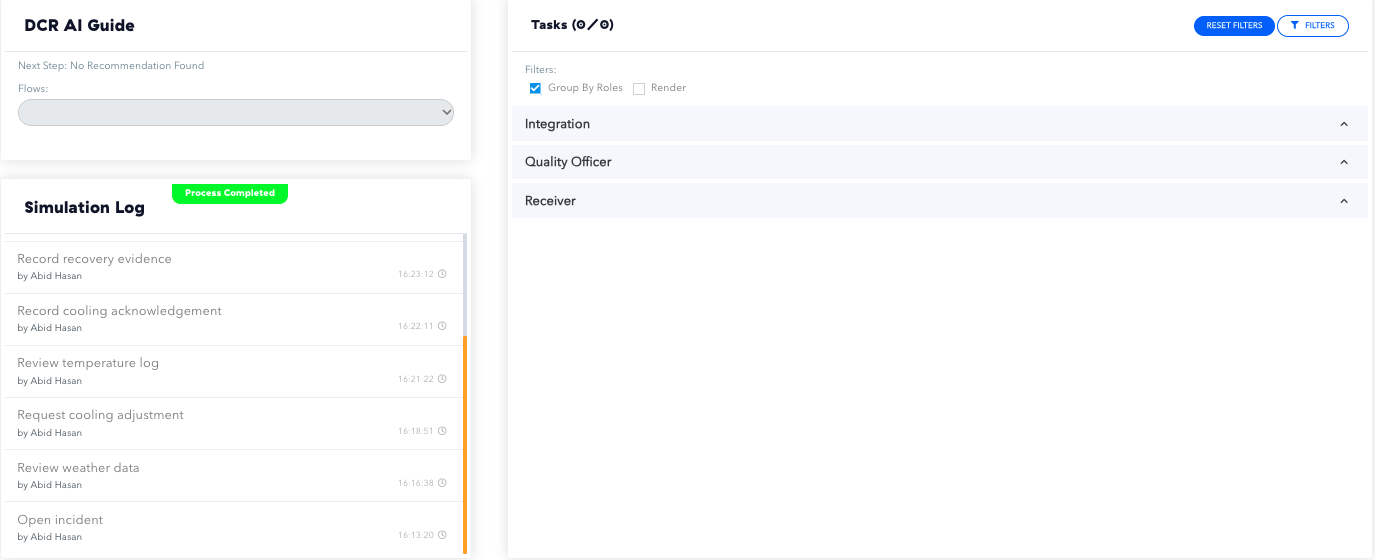 DCR AI Guide
Next Step: No Recommendation Found
Flows:
Process Completed
Simulation Log
Record recovery evidence
by Abid Hasan
16:23:12
Record cooling acknowledgement
by Abid Hasan
16:22:11
Review temperature log
by Abid Hasan
16:21:22
Request cooling adjustment
by Abid Hasan
16:18:51
Review weather data
by Abid Hasan
16:16:38
Open incident
by Abid Hasan
16:13:20
Tasks (0/0)
RESET FILTERS
FILTERS
Filters:
Group By Roles
Render
Integration
Quality Officer
Receiver